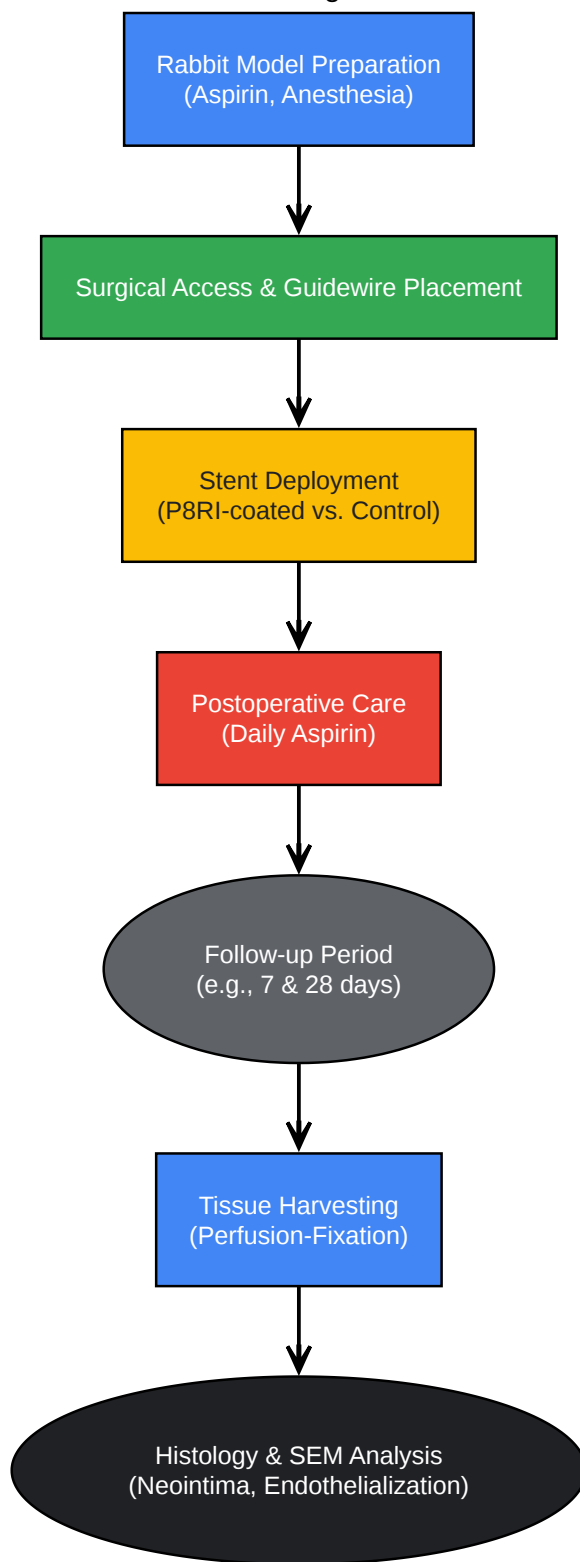 Rabbit Model Preparation
(Aspirin, Anesthesia)
Surgical Access & Guidewire Placement
Stent Deployment
(P8RI-coated vs. Control)
Postoperative Care
(Daily Aspirin)
Follow-up Period
(e.g., 7 & 28 days)
Tissue Harvesting
(Perfusion-Fixation)
Histology & SEM Analysis
(Neointima, Endothelialization)